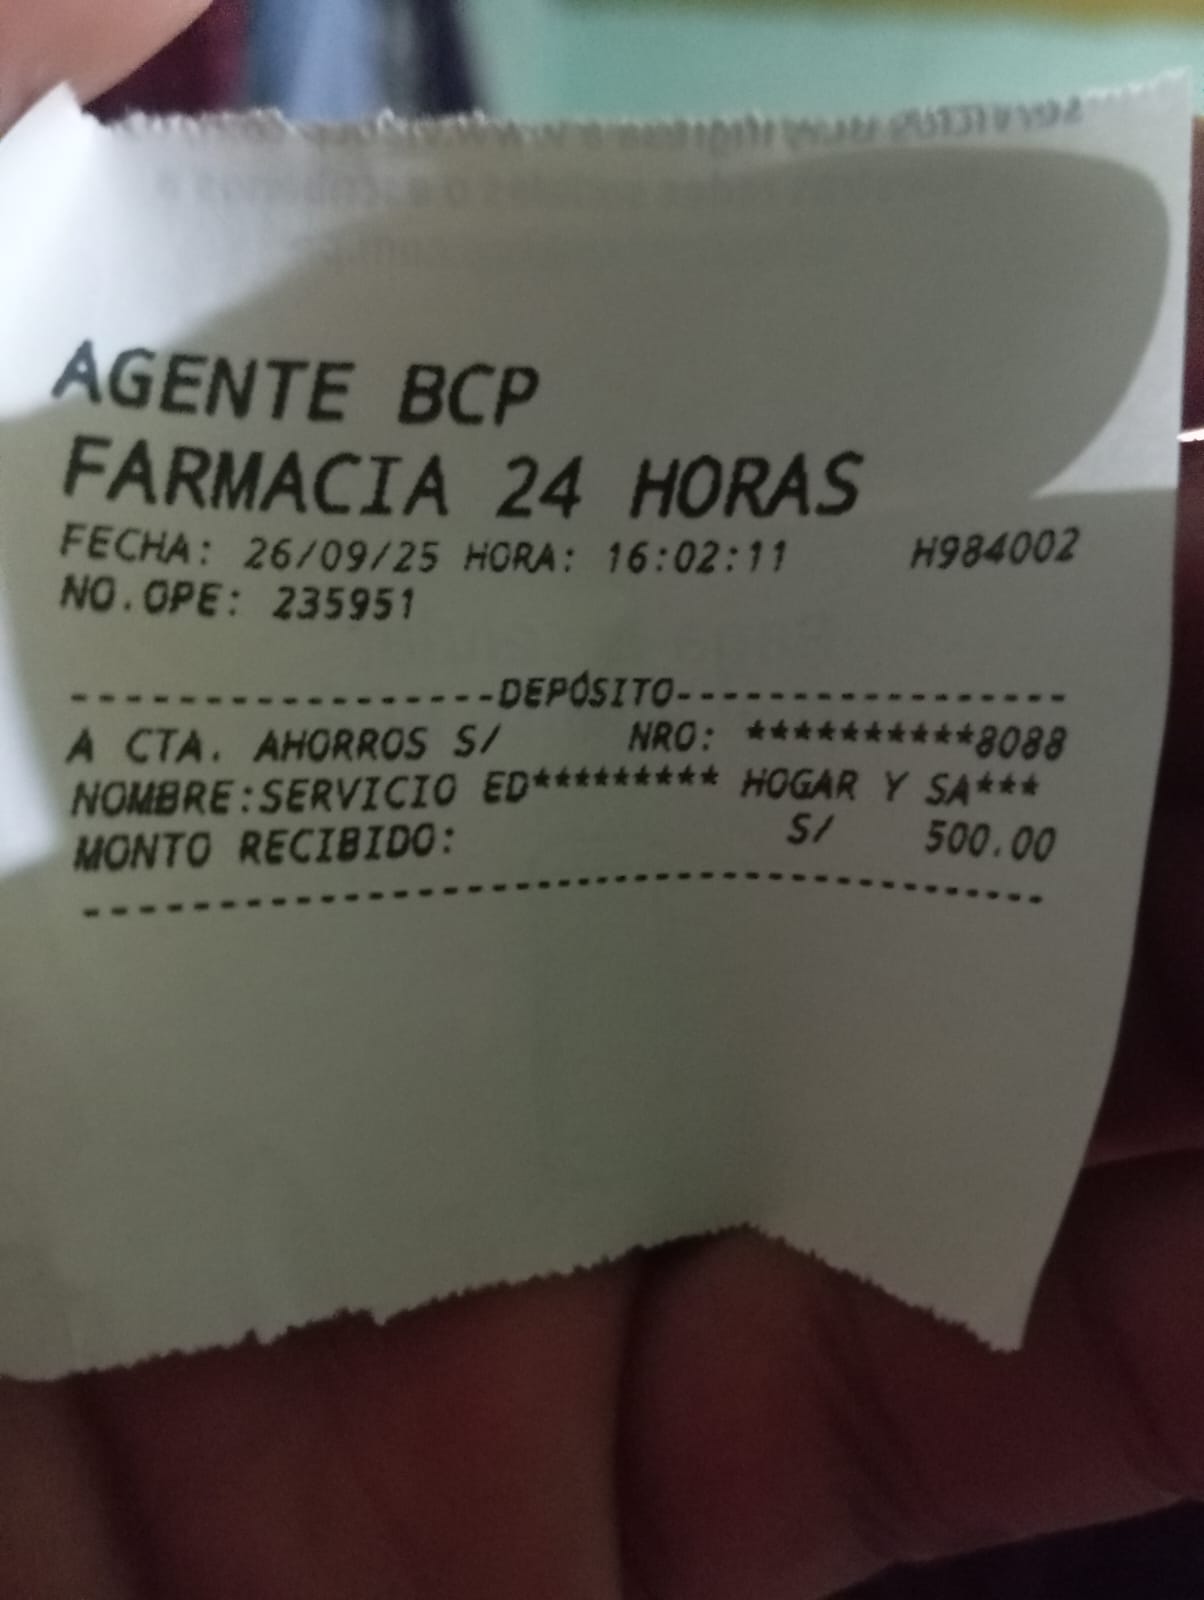 AGENTE BCP
FARMACIA 24 HORAS
FECHA: 26/09/25 HORA: 16:02:11 H984002
NO.OPE: 235951
-----------------DEPÓSITO-----------------
A CTA. AHORROS S/ NRO: **********8088
NOMBRE:SERVICIO ED********* HOGAR Y SA***
MONTO RECIBIDO: S/ 500.00